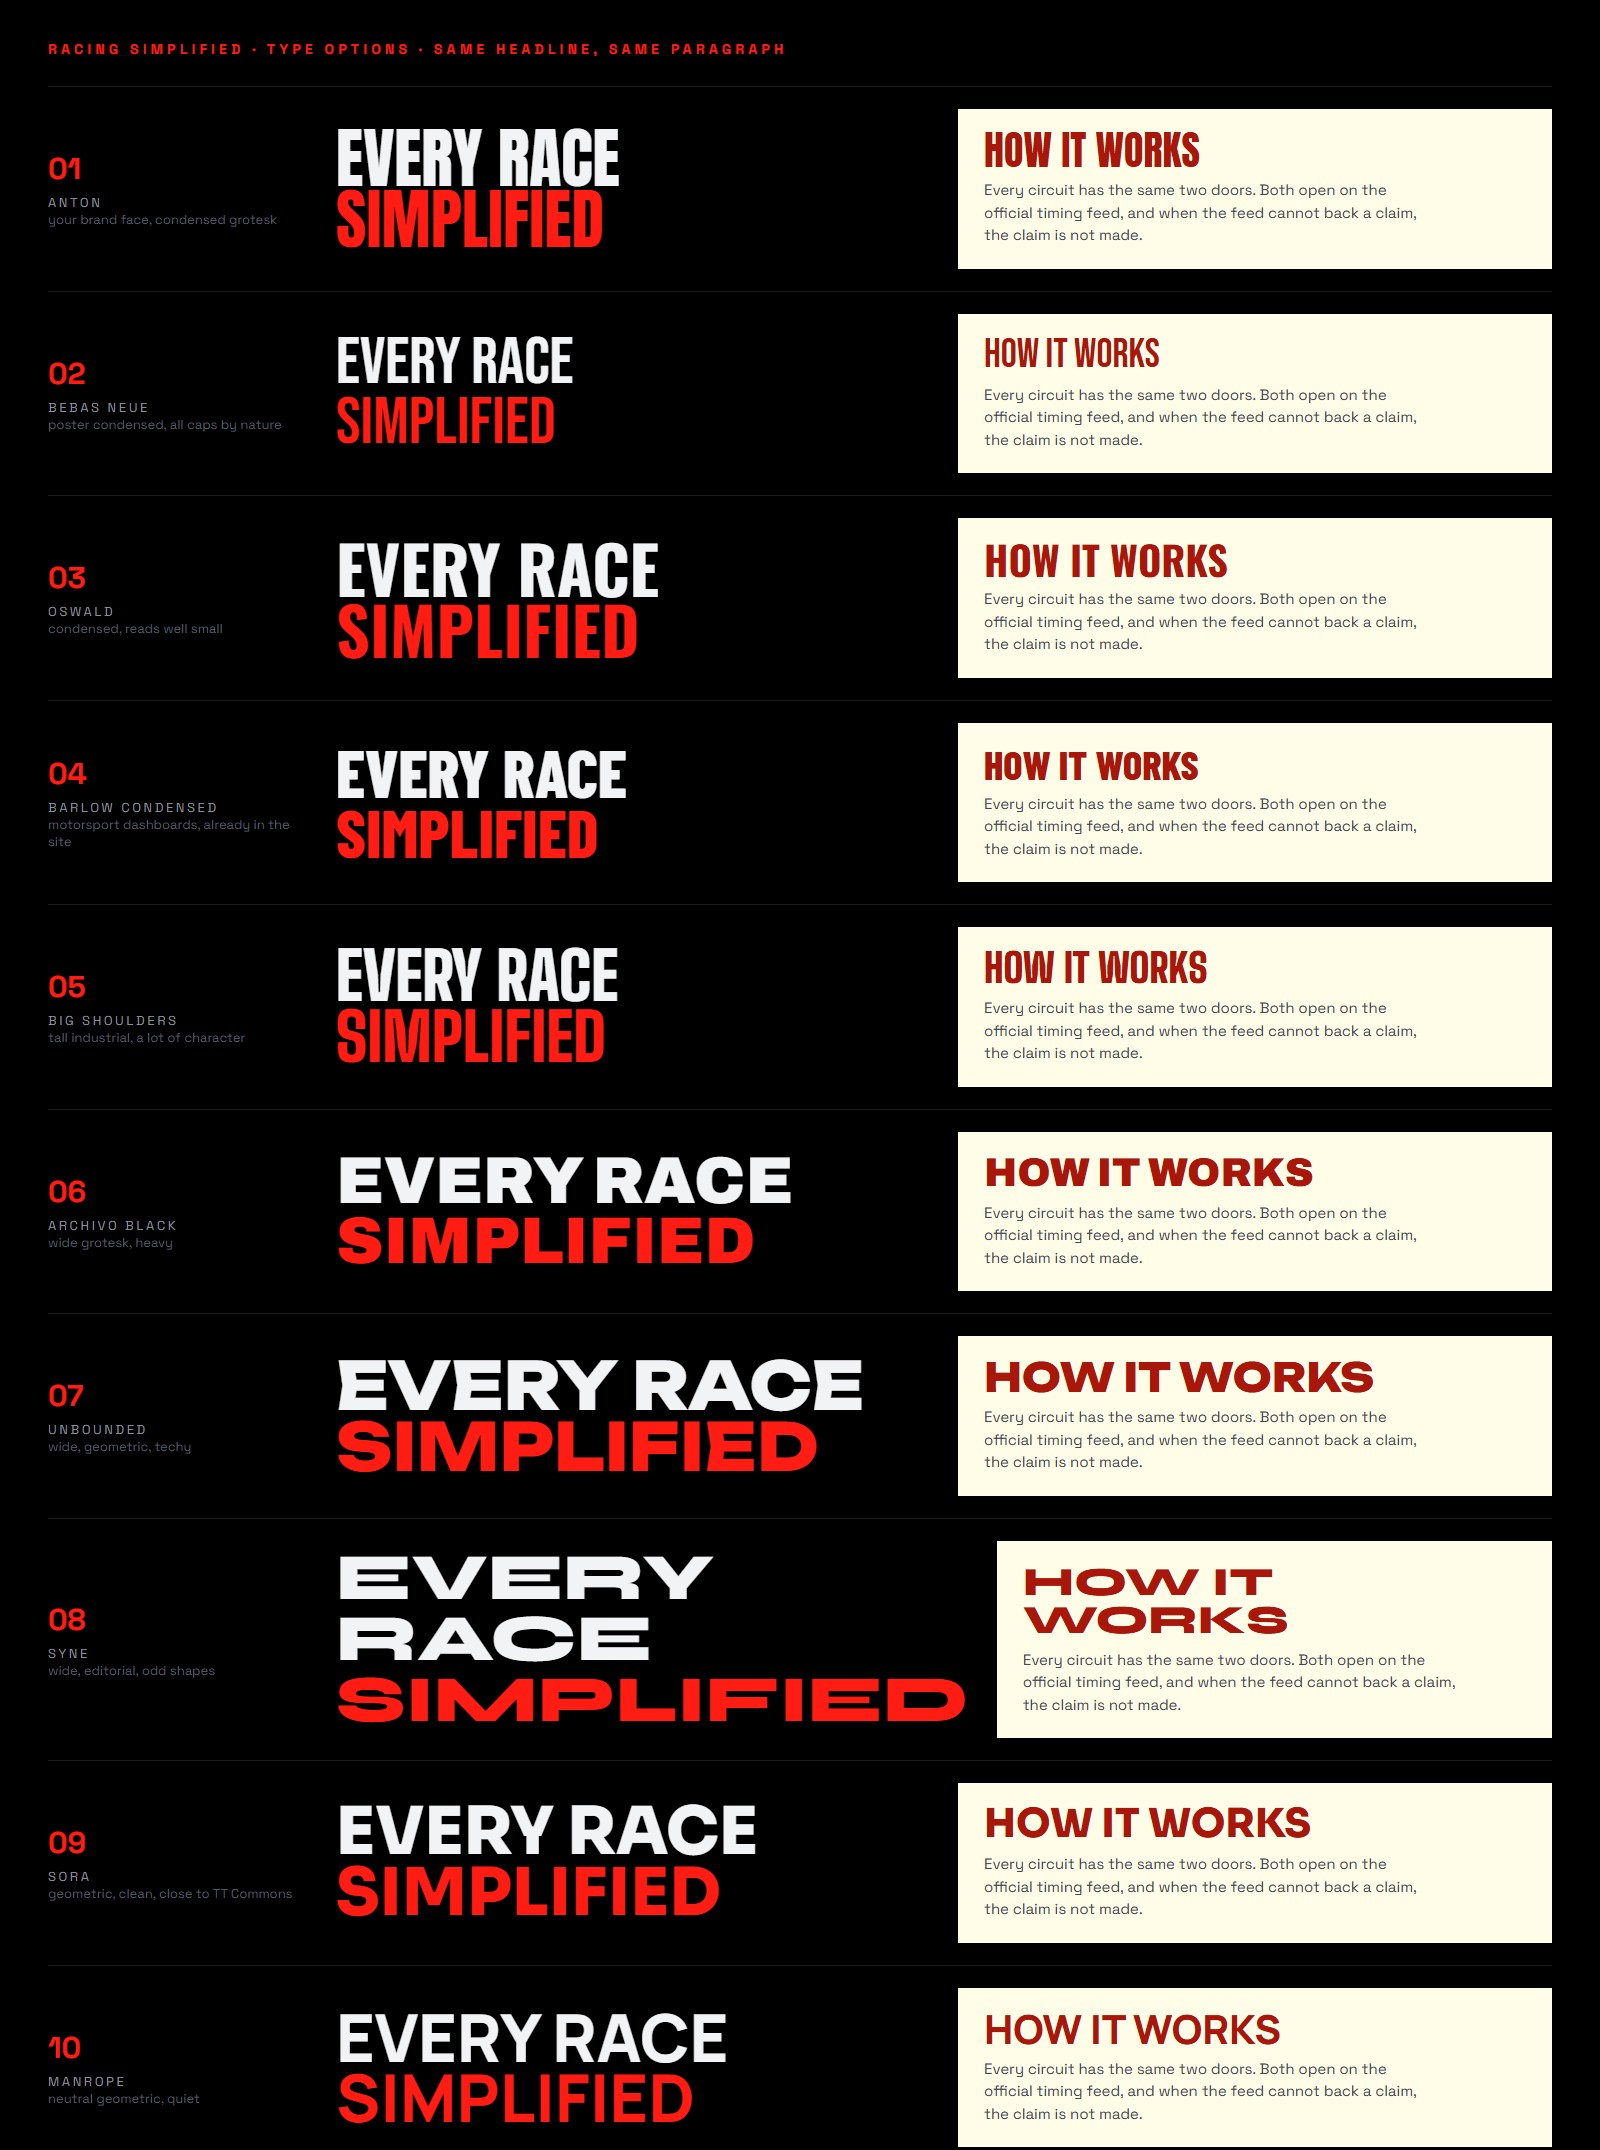 RACING SIMPLIFIED · TYPE OPTIONS · SAME HEADLINE, SAME PARAGRAPH
01
ANTON
your brand face, condensed grotesk
EVERY RACE
SIMPLIFIED
HOW IT WORKS
Every circuit has the same two doors. Both open on the
official timing feed, and when the feed cannot back a claim,
the claim is not made.
02
BEBAS NEUE
poster condensed, all caps by nature
EVERY RACE
SIMPLIFIED
HOW IT WORKS
Every circuit has the same two doors. Both open on the
official timing feed, and when the feed cannot back a claim,
the claim is not made.
03
OSWALD
condensed, reads well small
EVERY RACE
SIMPLIFIED
HOW IT WORKS
Every circuit has the same two doors. Both open on the
official timing feed, and when the feed cannot back a claim,
the claim is not made.
04
BARLOW CONDENSED
motorsport dashboards, already in the
site
EVERY RACE
SIMPLIFIED
HOW IT WORKS
Every circuit has the same two doors. Both open on the
official timing feed, and when the feed cannot back a claim,
the claim is not made.
05
BIG SHOULDERS
tall industrial, a lot of character
EVERY RACE
SIMPLIFIED
HOW IT WORKS
Every circuit has the same two doors. Both open on the
official timing feed, and when the feed cannot back a claim,
the claim is not made.
06
ARCHIVO BLACK
wide grotesk, heavy
EVERY RACE
SIMPLIFIED
HOW IT WORKS
Every circuit has the same two doors. Both open on the
official timing feed, and when the feed cannot back a claim,
the claim is not made.
07
UNBOUNDED
wide, geometric, techy
EVERY RACE
SIMPLIFIED
HOW IT WORKS
Every circuit has the same two doors. Both open on the
official timing feed, and when the feed cannot back a claim,
the claim is not made.
08
SYNE
wide, editorial, odd shapes
EVERY
RACE
SIMPLIFIED
HOW IT
WORKS
Every circuit has the same two doors. Both open on the
official timing feed, and when the feed cannot back a claim,
the claim is not made.
09
SORA
geometric, clean, close to TT Commons
EVERY RACE
SIMPLIFIED
HOW IT WORKS
Every circuit has the same two doors. Both open on the
official timing feed, and when the feed cannot back a claim,
the claim is not made.
10
MANROPE
neutral geometric, quiet
EVERY RACE
SIMPLIFIED
HOW IT WORKS
Every circuit has the same two doors. Both open on the
official timing feed, and when the feed cannot back a claim,
the claim is not made.